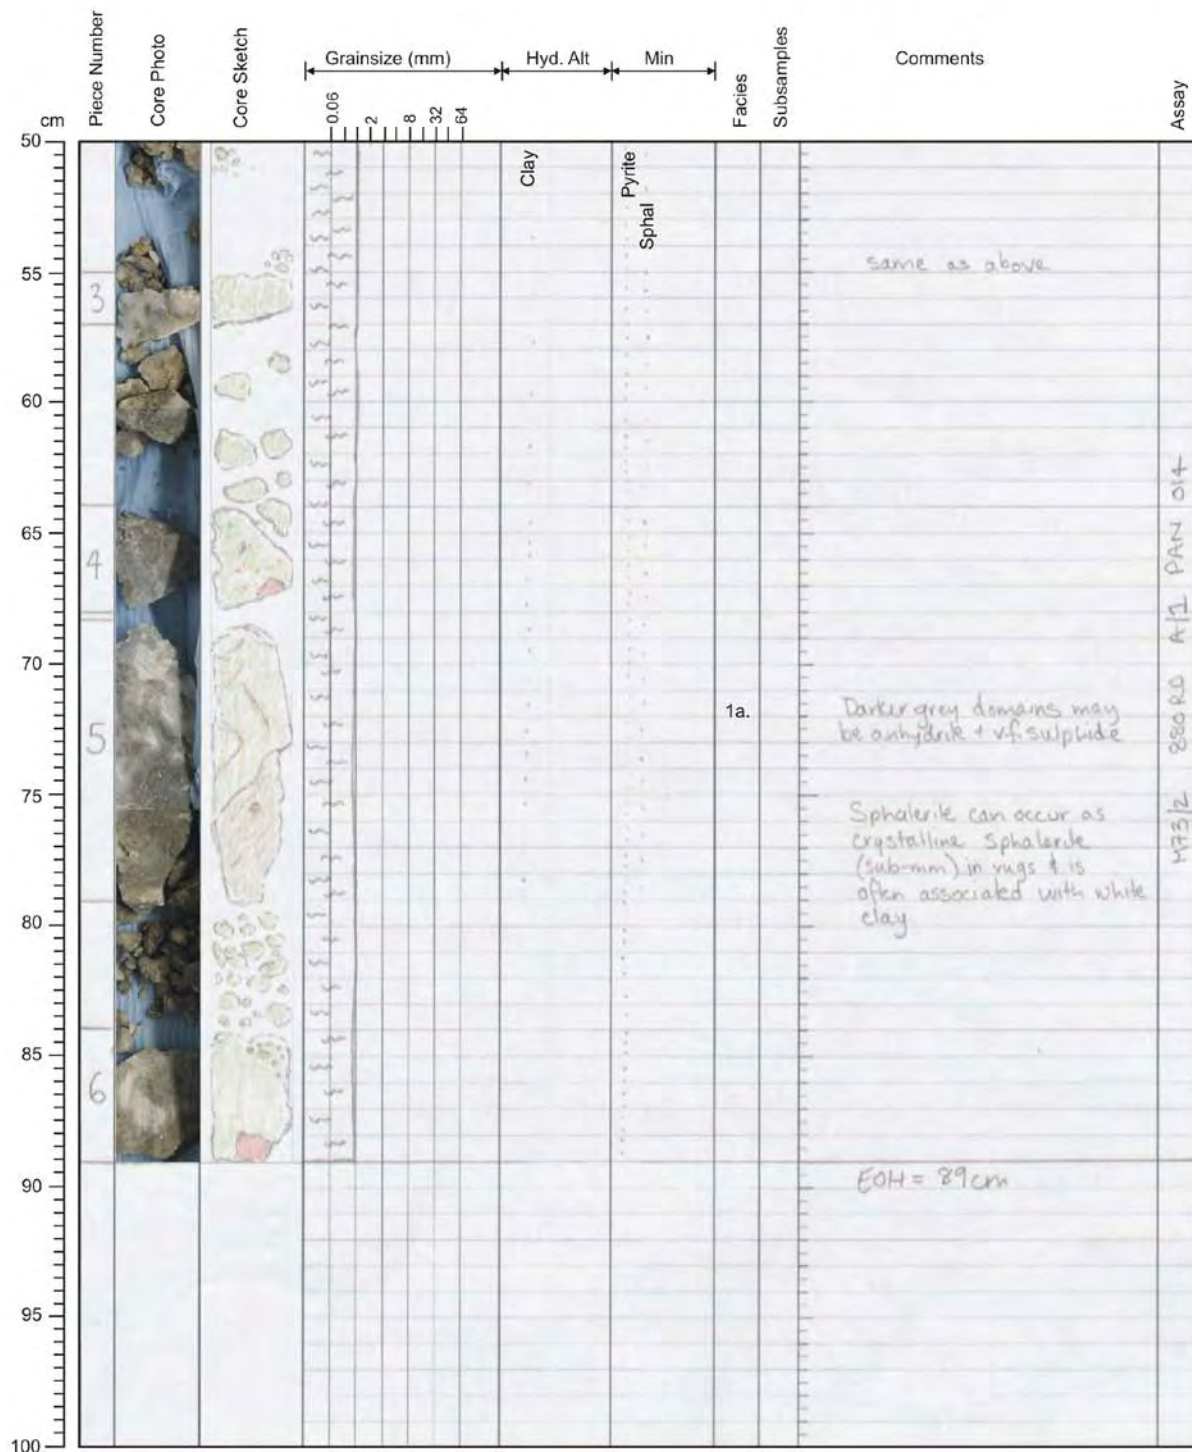 Piece Number
Core Photo
Core Sketch
Grainsize (mm)
Hyd. Alt
Min
Facies
Subsamples
Comments
Assay
cm
0.06
2
8
32
64
50
Clay
Pyrite
Sphal
same as above
55
3
60
65
4
70
5
1a.
Darker grey domains may
be anhydrite + v.f. sulphide
75
Sphalerite can occur as
crystalline sphalerite
(sub-mm) in vugs & is
often associated with white
clay
M73/2 880RD A/1 PAN 014
80
85
6
EOH = 89cm
90
95
100